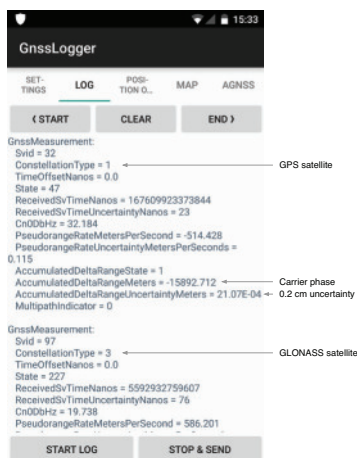 15:33
GnssLogger
SET-
TINGS
LOG
POSI-
TION O...
MAP
AGNSS
❮ START
CLEAR
END ❯
GnssMeasurement:
Svid = 32
ConstellationType = 1
GPS satellite
TimeOffsetNanos = 0.0
State = 47
ReceivedSvTimeNanos = 167609923373844
ReceivedSvTimeUncertaintyNanos = 23
Cn0DbHz = 32.184
PseudorangeRateMetersPerSecond = -514.428
PseudorangeRateUncertaintyMetersPerSeconds =
0.115
AccumulatedDeltaRangeState = 1
AccumulatedDeltaRangeMeters = -15892.712
Carrier phase
AccumulatedDeltaRangeUncertaintyMeters = 21.07E-04
0.2 cm uncertainty
MultipathIndicator = 0
GnssMeasurement:
Svid = 97
ConstellationType = 3
GLONASS satellite
TimeOffsetNanos = 0.0
State = 227
ReceivedSvTimeNanos = 5592932759607
ReceivedSvTimeUncertaintyNanos = 76
Cn0DbHz = 19.738
PseudorangeRateMetersPerSecond = 586.201
START LOG
STOP & SEND